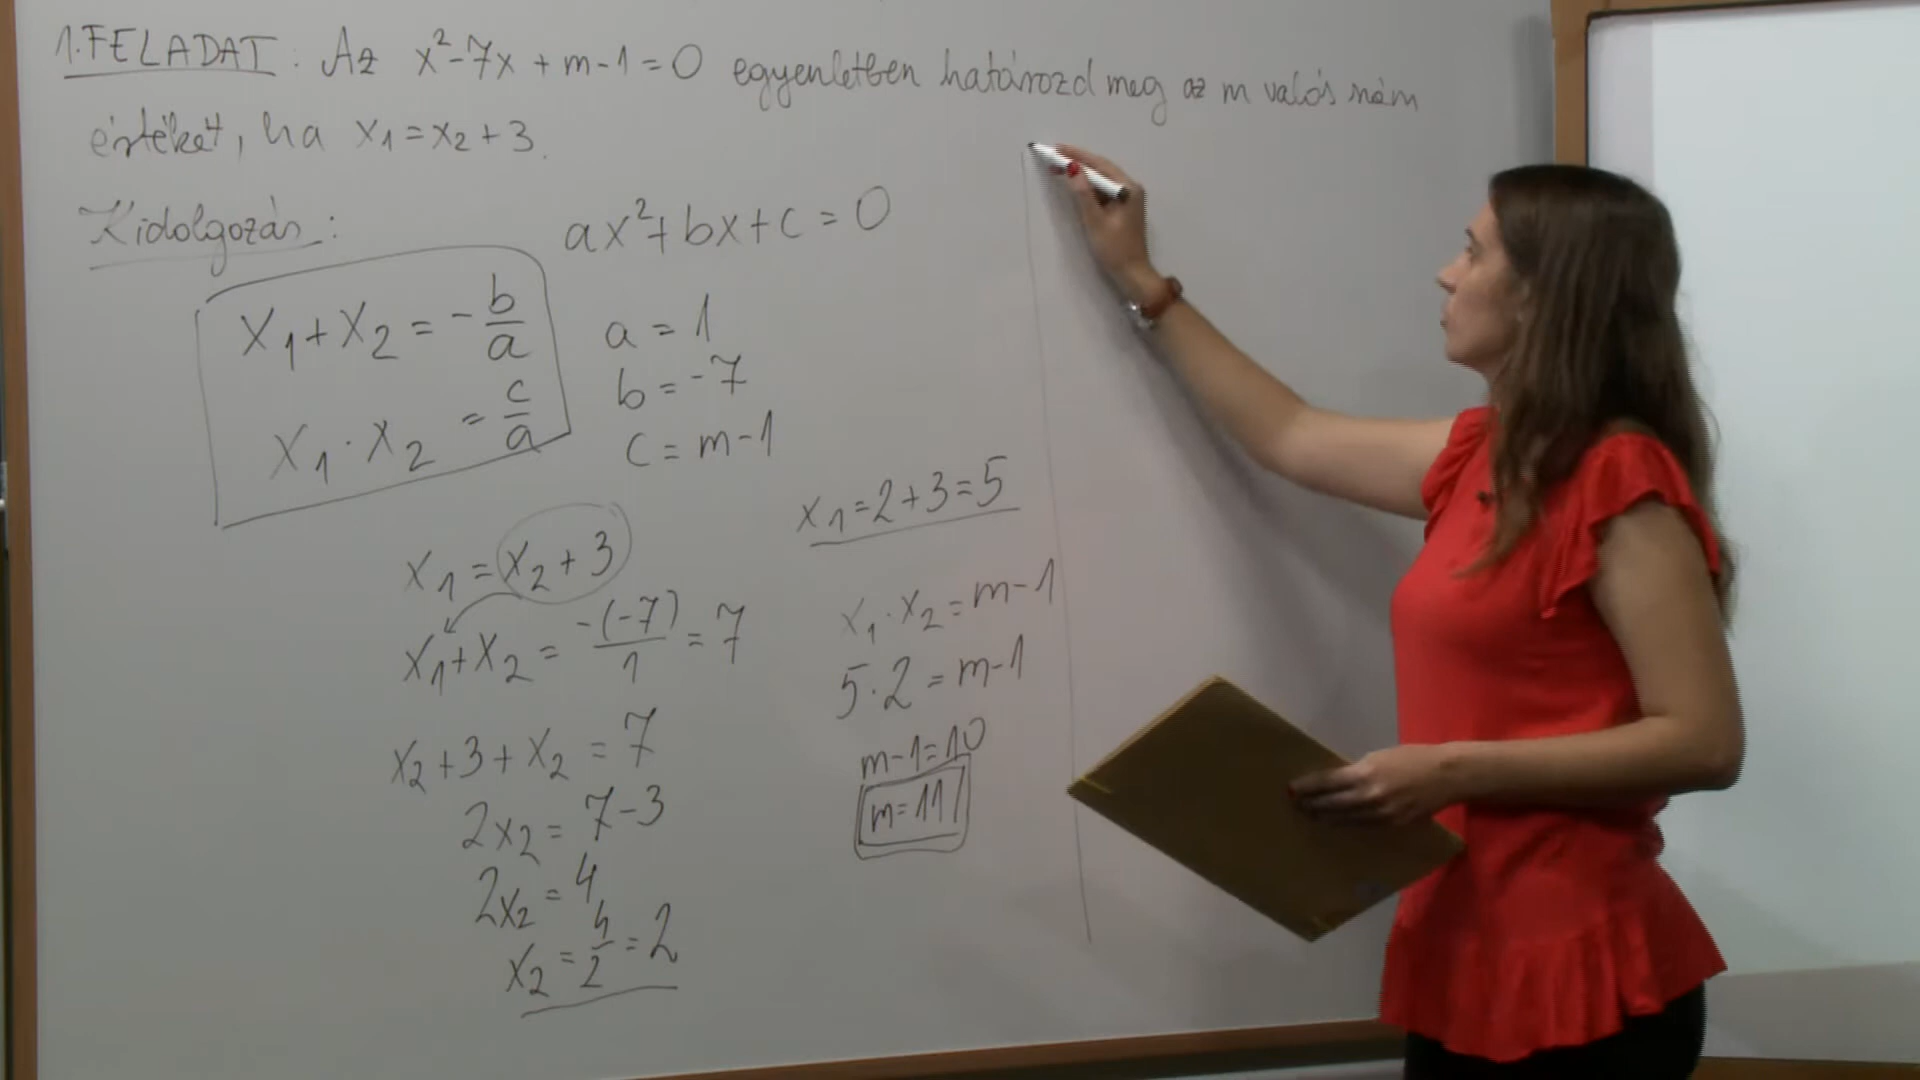 1. FELADAT: Az x²-7x+m-1=0 egyenletben határozd meg az m valós szám
értékét, ha x₁=x₂+3.
Kidolgozás:
ax²+bx+c=0
x₁+x₂=-b/a
x₁·x₂=c/a
a=1
b=-7
c=m-1
x₁=x₂+3
x₁+x₂=-(-7)/1=7
x₂+3+x₂=7
2x₂=7-3
2x₂=4
x₂=4/2=2
x₁=2+3=5
x₁·x₂=m-1
5·2=m-1
m-1=10
m=11